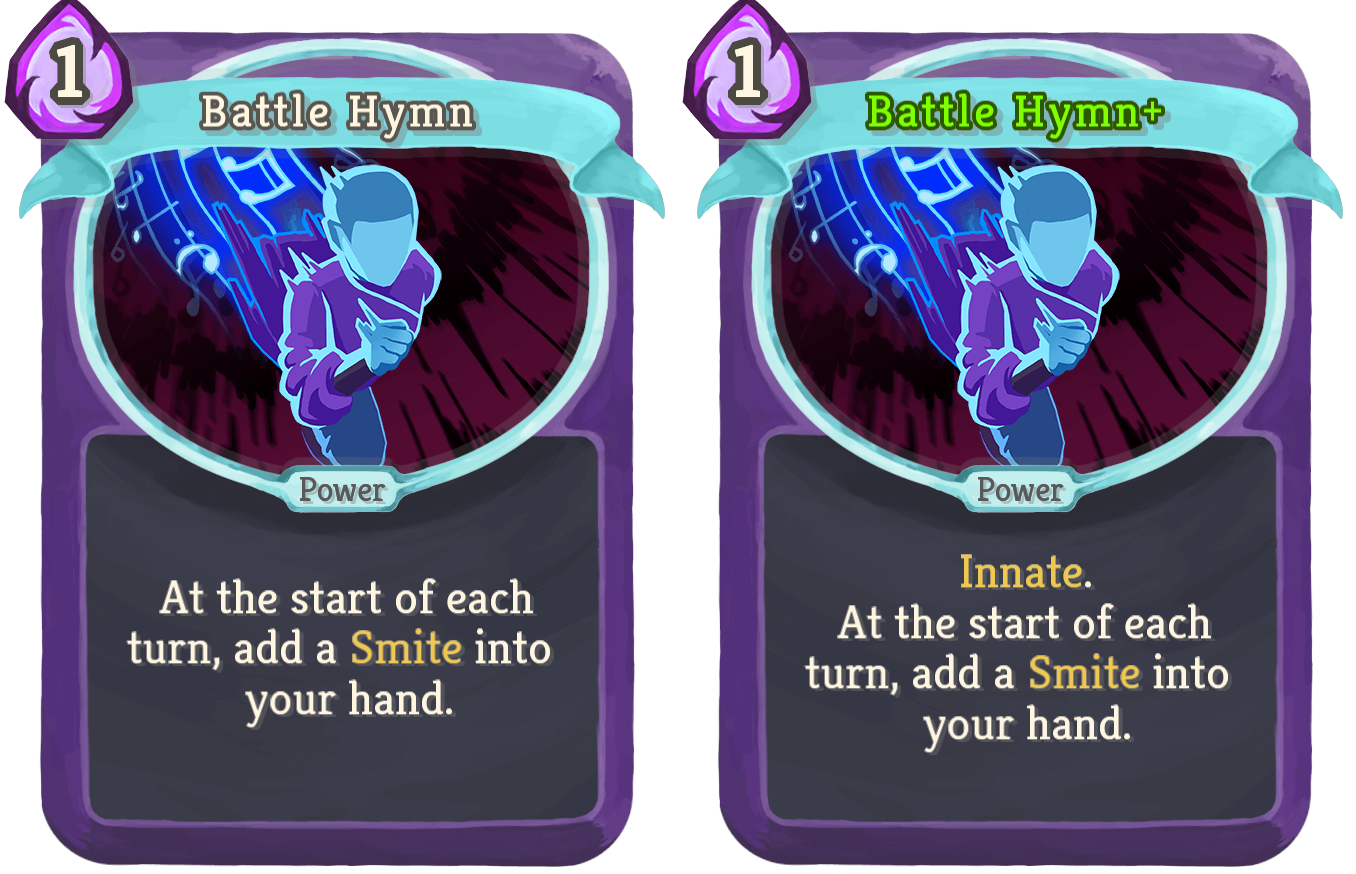 1
Battle Hymn
Power
At the start of each
turn, add a Smite into
your hand.
1
Battle Hymn+
Power
Innate.
At the start of each
turn, add a Smite into
your hand.